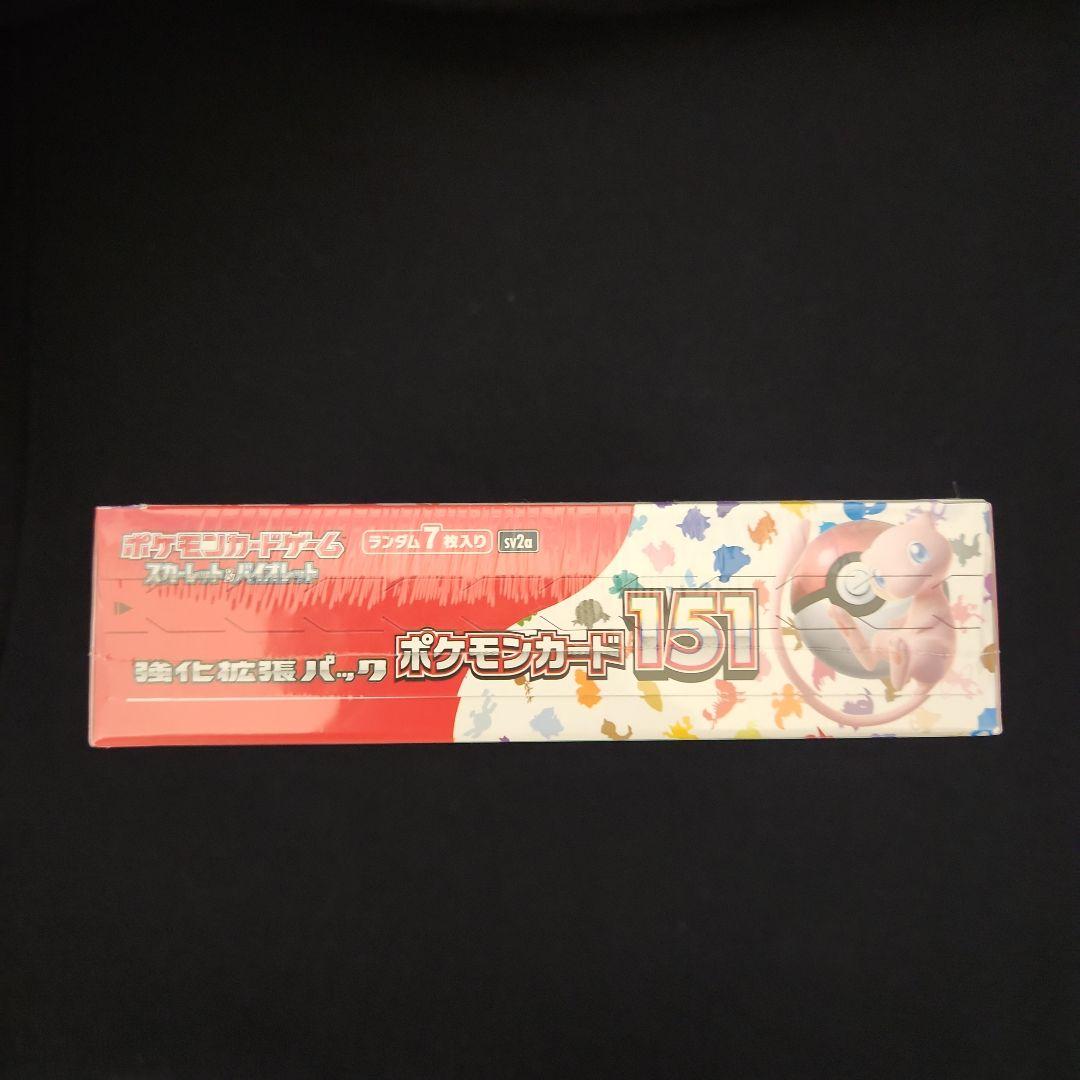 ポケモンカードゲーム ランダム7枚入り sv2a
スカーレット&バイオレット
強化拡張パック ポケモンカード151